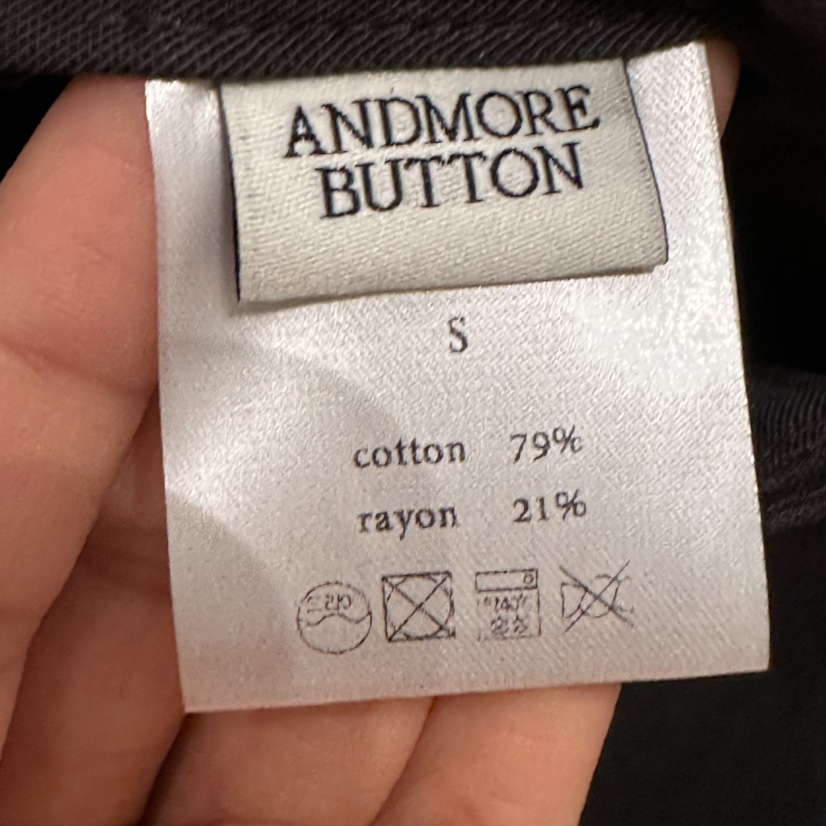 ANDMORE
BUTTON
S
cotton 79%
rayon 21%